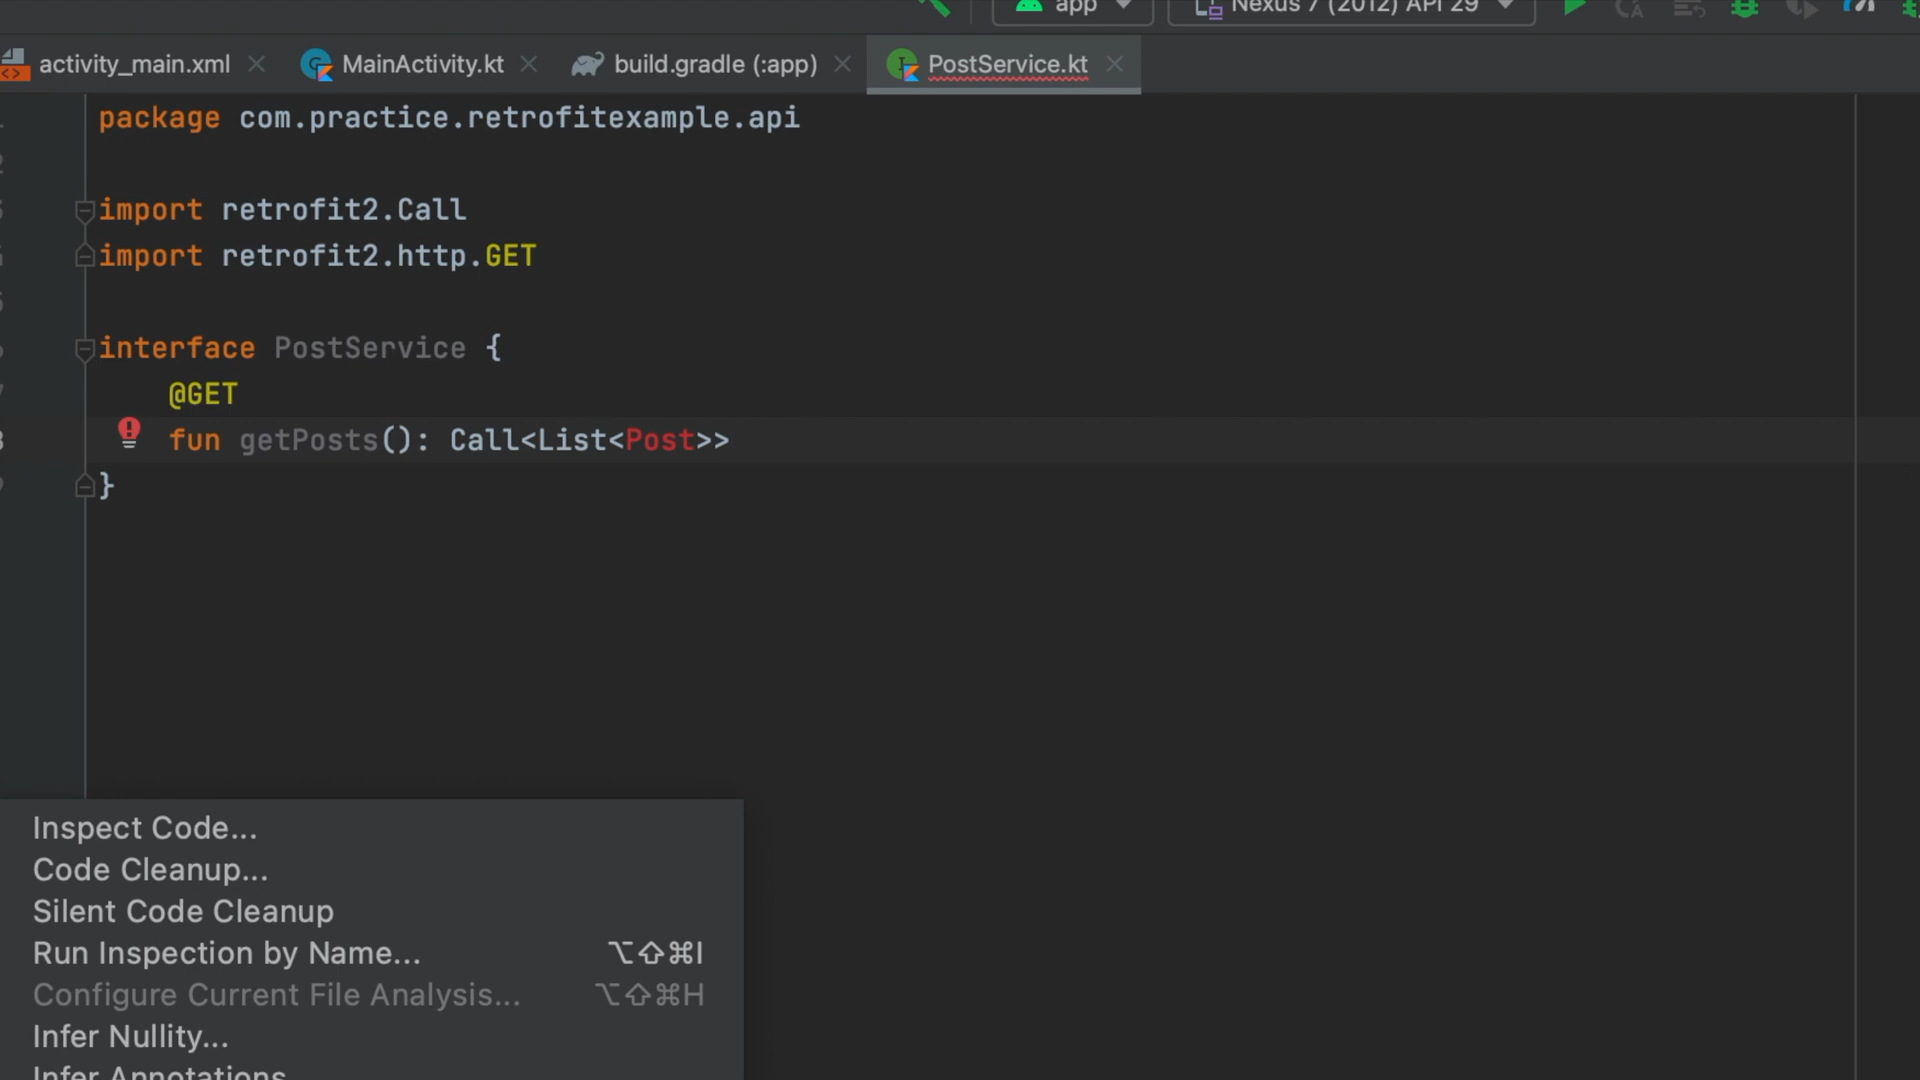 app
Nexus 7 (2012) API 29
activity_main.xml
MainActivity.kt
build.gradle (:app)
PostService.kt
package com.practice.retrofitexample.api
import retrofit2.Call
import retrofit2.http.GET
interface PostService {
@GET
fun getPosts(): Call<List<Post>>
}
Inspect Code...
Code Cleanup...
Silent Code Cleanup
Run Inspection by Name... ⌥⇧⌘I
Configure Current File Analysis... ⌥⇧⌘H
Infer Nullity...
Infer Annotations